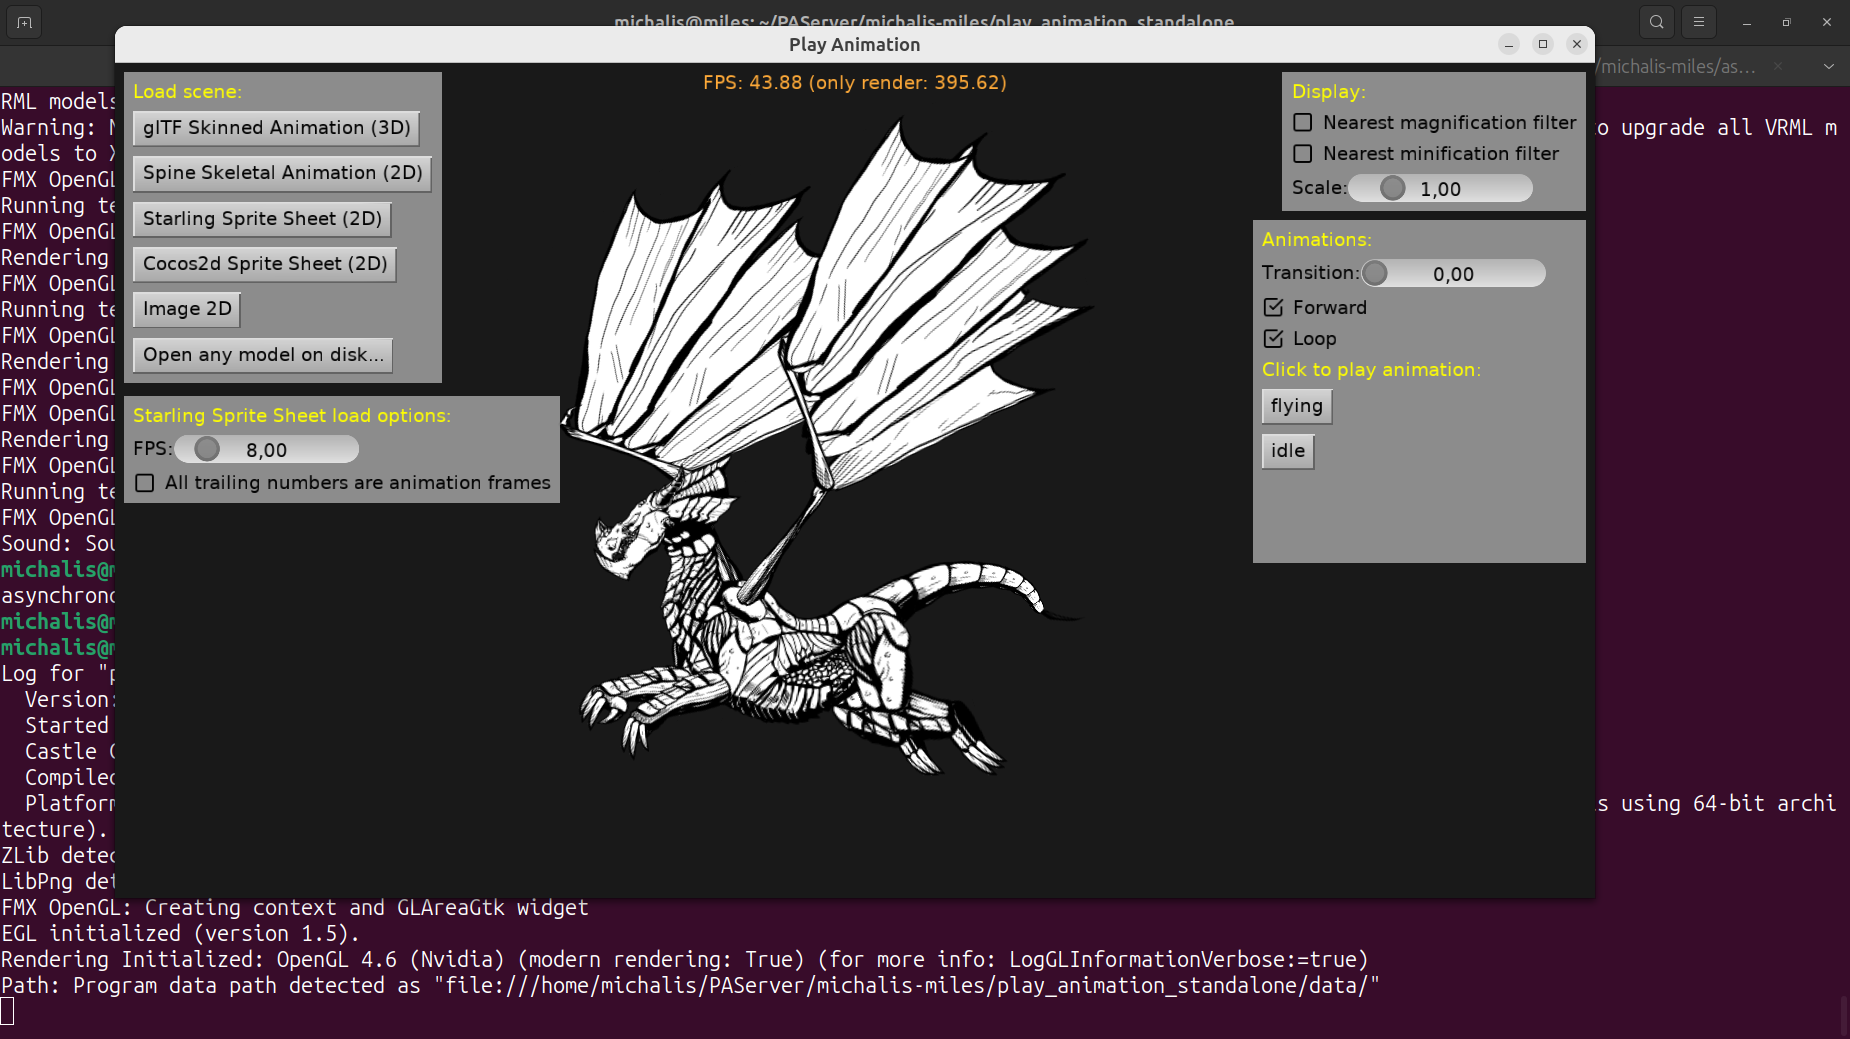 michalis@miles: ~/PAServer/michalis-miles/play_animation_standalone
/michalis-miles/as...
Play Animation
FPS: 43.88 (only render: 395.62)
Load scene:
glTF Skinned Animation (3D)
Spine Skeletal Animation (2D)
Starling Sprite Sheet (2D)
Cocos2d Sprite Sheet (2D)
Image 2D
Open any model on disk...
Starling Sprite Sheet load options:
FPS: 8,00
All trailing numbers are animation frames
Display:
Nearest magnification filter
Nearest minification filter
Scale: 1,00
Animations:
Transition: 0,00
Forward
Loop
Click to play animation:
flying
idle
RML models
Warning: o upgrade all VRML m
odels to
FMX OpenGL
Running te
FMX OpenGL
Rendering
FMX OpenGL
Running te
FMX OpenGL
Rendering
FMX OpenGL
FMX OpenGL
Rendering
FMX OpenGL
Running te
FMX OpenGL
Sound: Sou
michalis@
asynchrono
michalis@
michalis@
Log for "p
Version:
Started
Castle
Compiled
Platform s using 64-bit archi
tecture).
ZLib detec
LibPng det
FMX OpenGL: Creating context and GLAreaGtk widget
EGL initialized (version 1.5).
Rendering Initialized: OpenGL 4.6 (Nvidia) (modern rendering: True) (for more info: LogGLInformationVerbose:=true)
Path: Program data path detected as "file:///home/michalis/PAServer/michalis-miles/play_animation_standalone/data/"